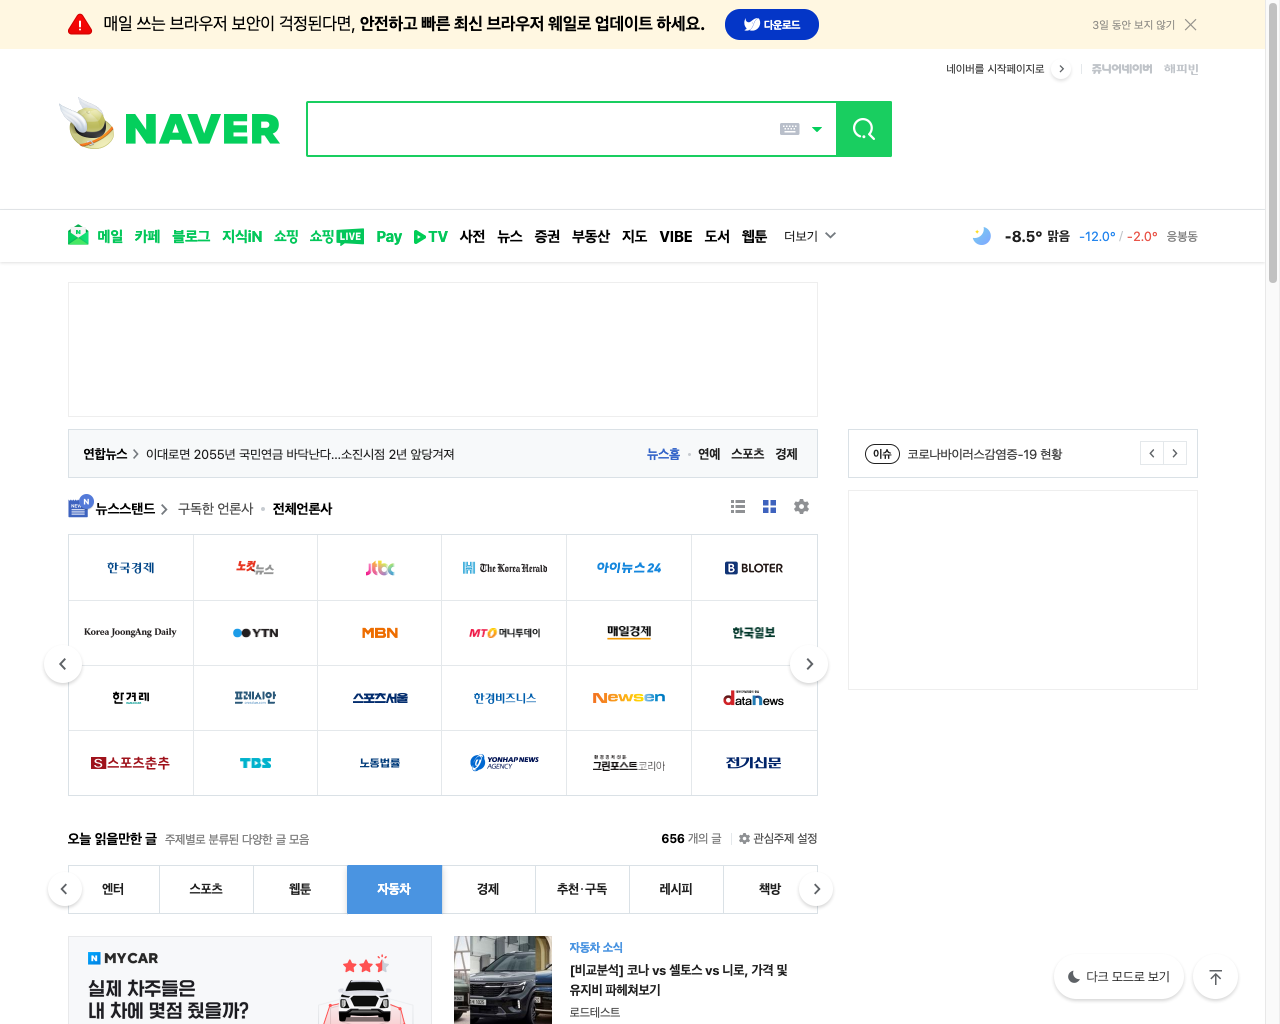 매일 쓰는 브라우저 보안이 걱정된다면, 안전하고 빠른 최신 브라우저 웨일로 업데이트 하세요. 다운로드 3일 동안 보지 않기
네이버를 시작페이지로 쥬니어네이버 해피빈
NAVER
메일 카페 블로그 지식iN 쇼핑 쇼핑LIVE Pay TV 사전 뉴스 증권 부동산 지도 VIBE 도서 웹툰 더보기 -8.5° 맑음 -12.0° / -2.0° 응봉동
연합뉴스 이대로면 2055년 국민연금 바닥난다...소진시점 2년 앞당겨져 뉴스홈 연예 스포츠 경제
이슈 코로나바이러스감염증-19 현황
뉴스스탠드 구독한 언론사 전체언론사
한국경제 노컷뉴스 jtbc The Korea Herald 아이뉴스24 BLOTER
Korea JoongAng Daily YTN MBN MTO 머니투데이 매일경제 한국일보
한겨레 프레시안 스포츠서울 한경비즈니스 Newsen dataNews
S스포츠춘추 TBS 노동법률 YONHAP NEWS AGENCY 그린포스트코리아 전기신문
오늘 읽을만한 글 주제별로 분류된 다양한 글 모음 656 개의 글 관심주제 설정
엔터 스포츠 웹툰 자동차 경제 추천·구독 레시피 책방
N MYCAR
실제 차주들은
내 차에 몇점 줬을까?
자동차 소식
[비교분석] 코나 vs 셀토스 vs 니로, 가격 및
유지비 파헤쳐보기
로드테스트
다크 모드로 보기